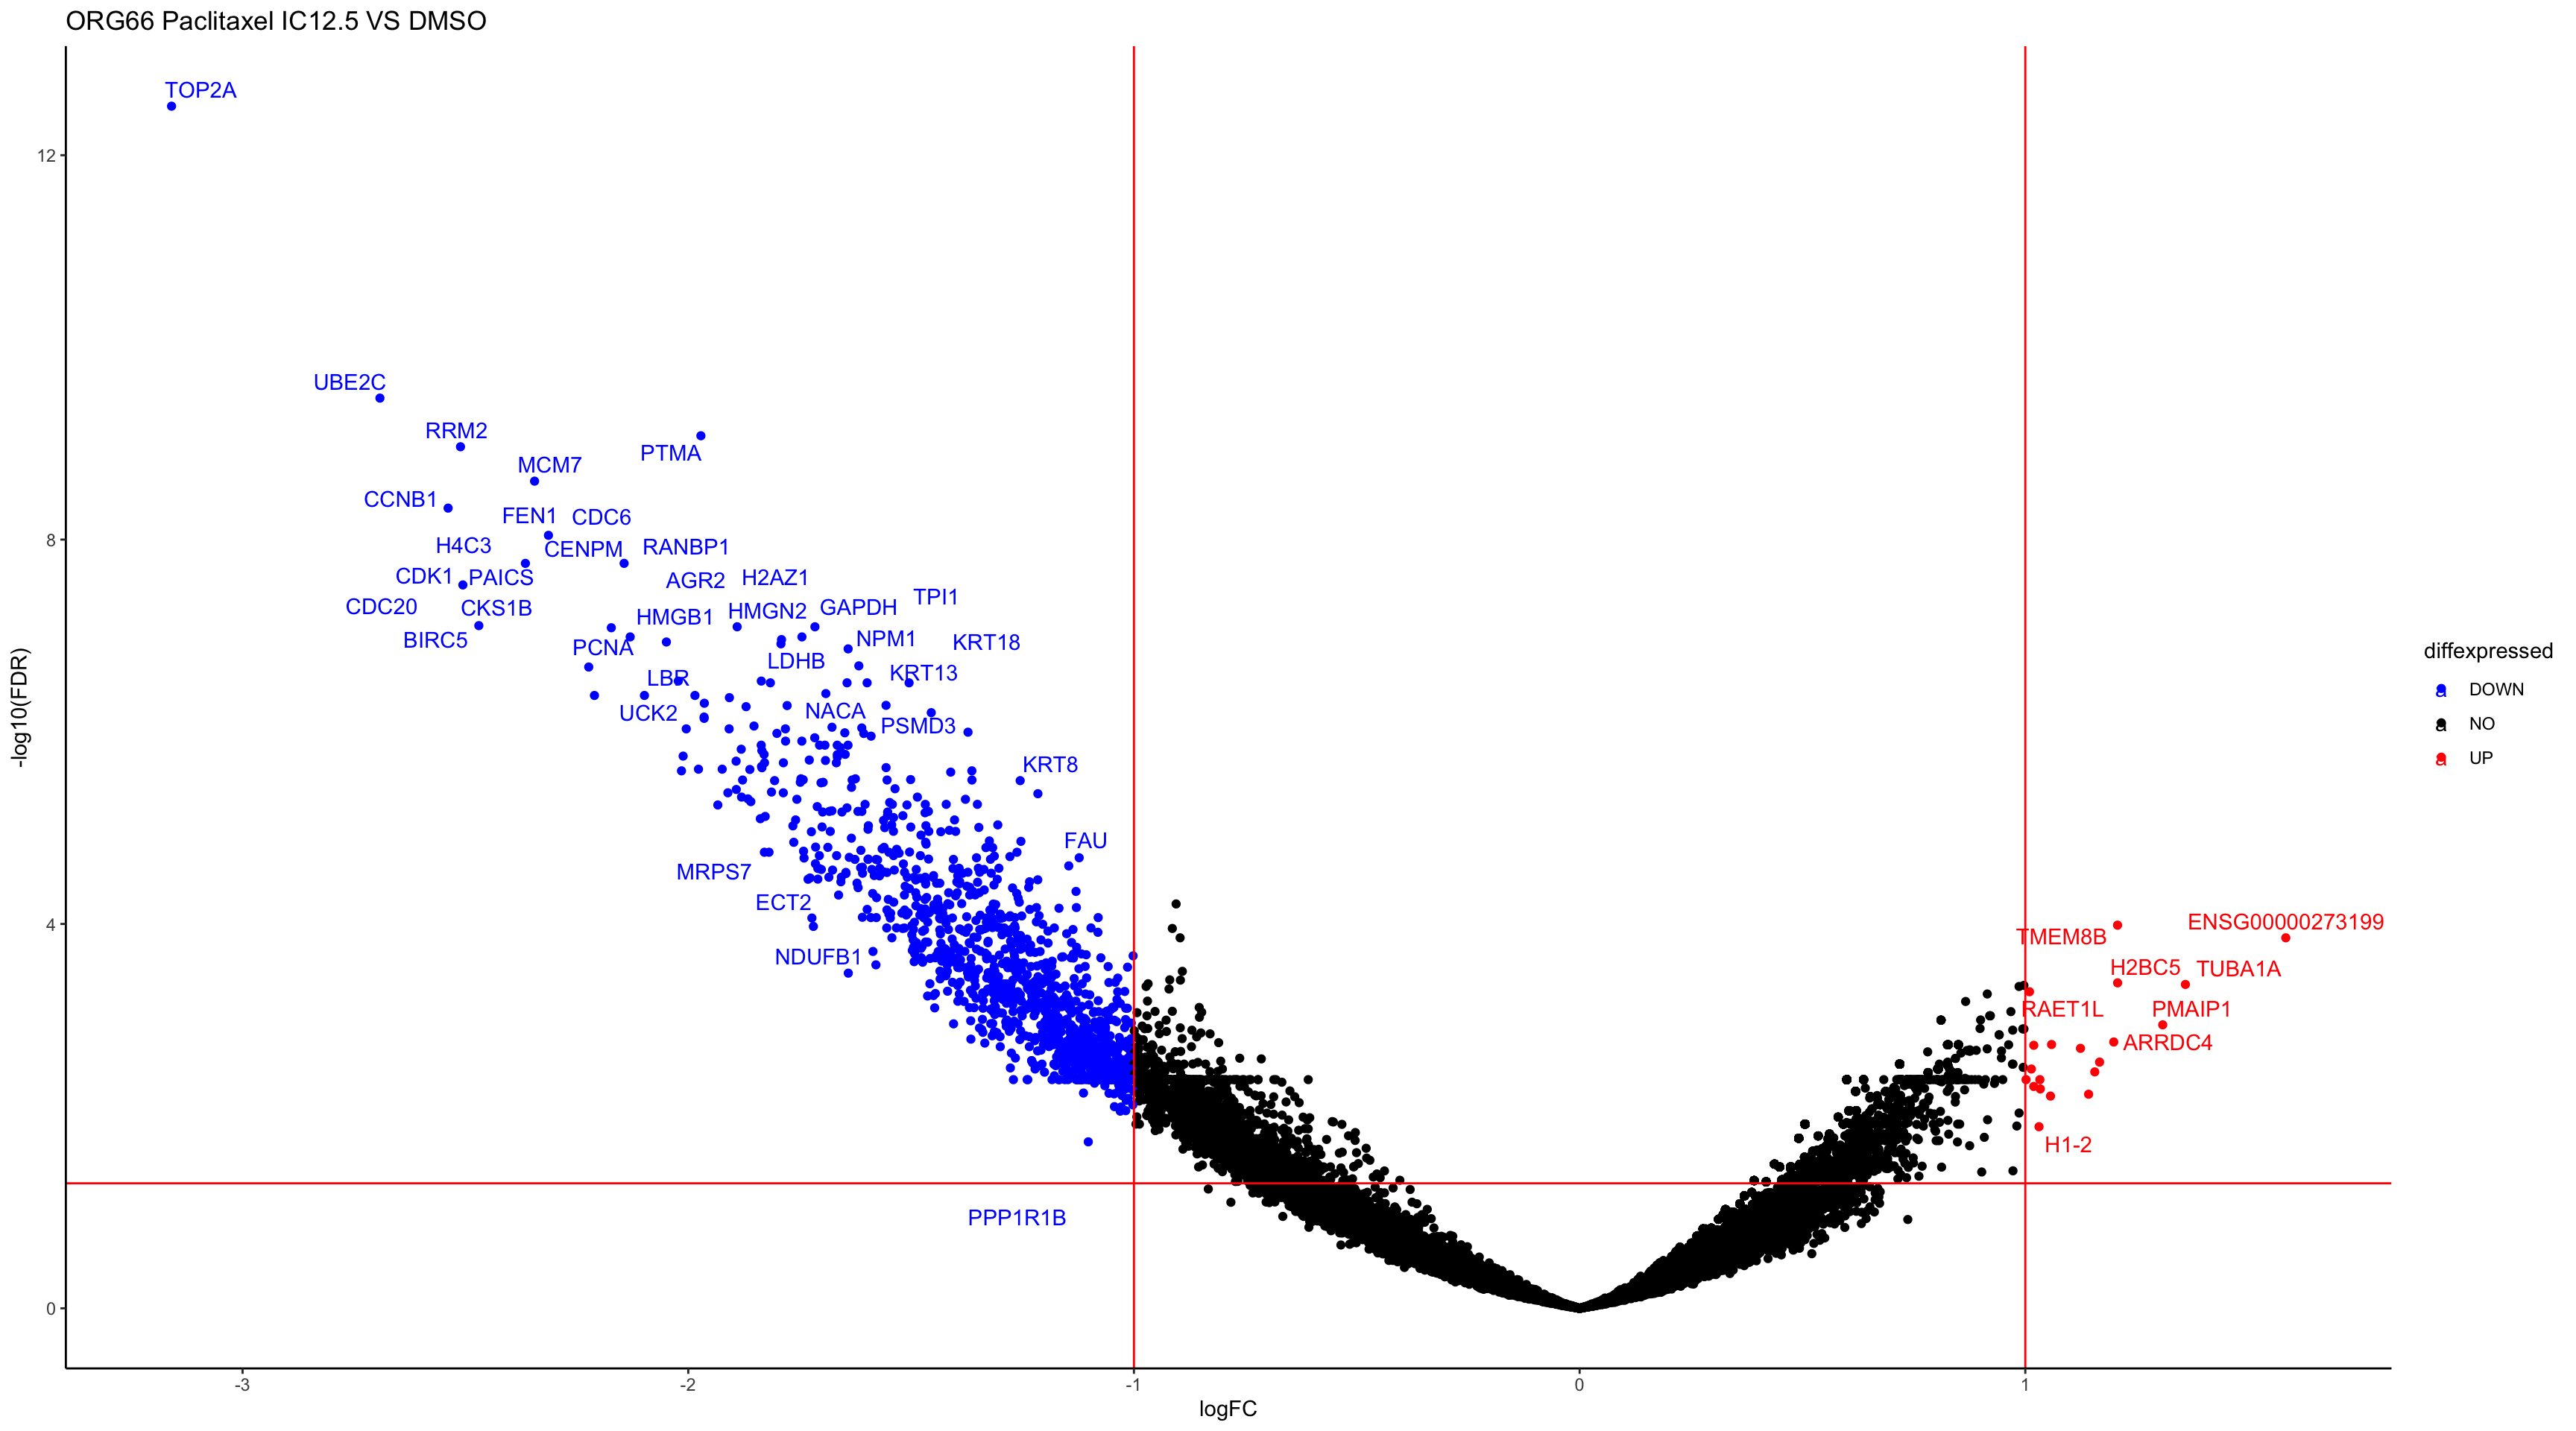 ORG66 Paclitaxel IC12.5 VS DMSO
TOP2A
12
UBE2C
RRM2
PTMA
MCM7
CCNB1
FEN1
CDC6
8
H4C3
CENPM
RANBP1
CDK1
PAICS
AGR2
H2AZ1
TPI1
CDC20
CKS1B
HMGB1
HMGN2
GAPDH
BIRC5
PCNA
NPM1
KRT18
LDHB
LBR
KRT13
UCK2
NACA
PSMD3
KRT8
FAU
MRPS7
ECT2
4
NDUFB1
TMEM8B
ENSG00000273199
H2BC5
TUBA1A
RAET1L
PMAIP1
ARRDC4
H1-2
PPP1R1B
0
-3
-2
-1
0
1
logFC
-log10(FDR)
diffexpressed
a DOWN
a NO
a UP